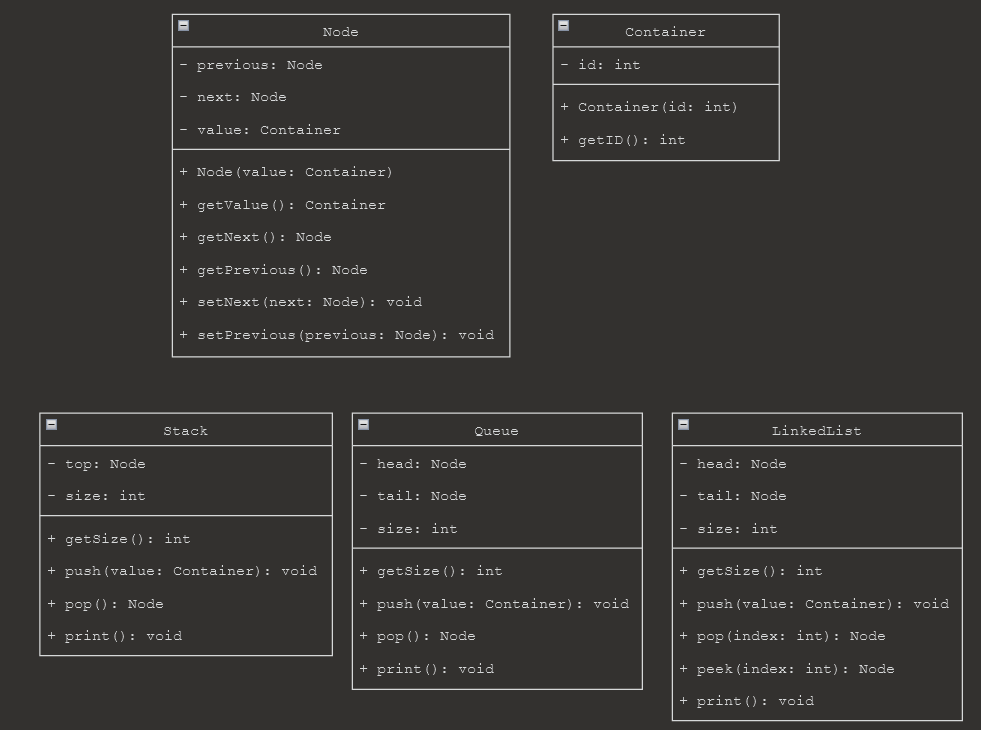 Node
- previous: Node
- next: Node
- value: Container
+ Node(value: Container)
+ getValue(): Container
+ getNext(): Node
+ getPrevious(): Node
+ setNext(next: Node): void
+ setPrevious(previous: Node): void
Container
- id: int
+ Container(id: int)
+ getID(): int
Stack
- top: Node
- size: int
+ getSize(): int
+ push(value: Container): void
+ pop(): Node
+ print(): void
Queue
- head: Node
- tail: Node
- size: int
+ getSize(): int
+ push(value: Container): void
+ pop(): Node
+ print(): void
LinkedList
- head: Node
- tail: Node
- size: int
+ getSize(): int
+ push(value: Container): void
+ pop(index: int): Node
+ peek(index: int): Node
+ print(): void